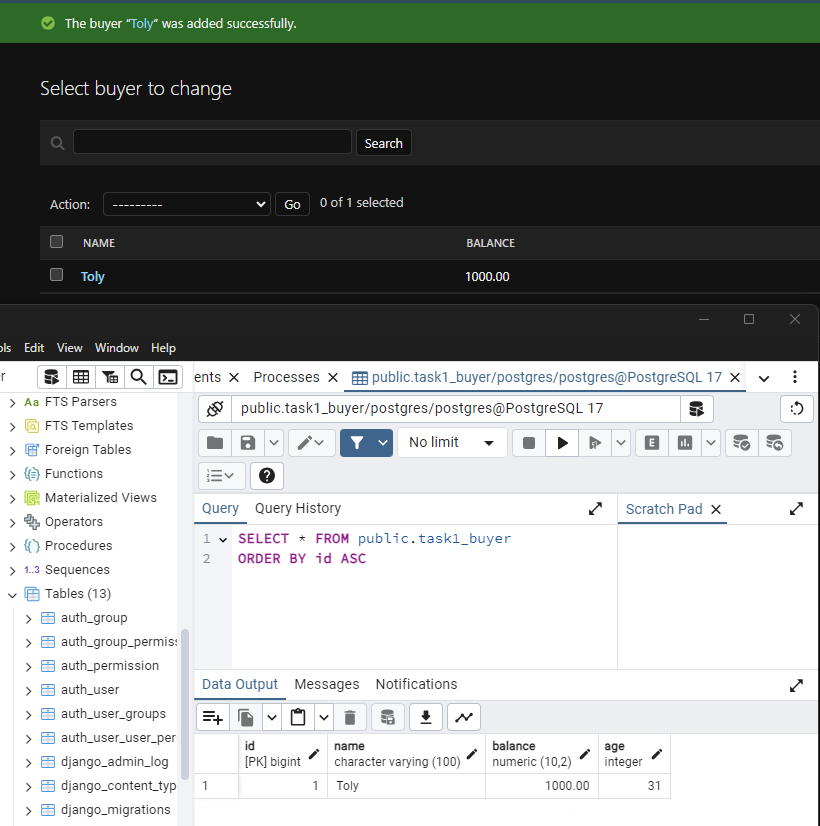 The buyer “Toly” was added successfully.
Select buyer to change
Search
Action: --------- Go 0 of 1 selected
NAME BALANCE
Toly 1000.00
ols Edit View Window Help
ents Processes public.task1_buyer/postgres/postgres@PostgreSQL 17
public.task1_buyer/postgres/postgres@PostgreSQL 17
No limit
E
Query Query History
Scratch Pad
1 SELECT * FROM public.task1_buyer
2 ORDER BY id ASC
Aa FTS Parsers
FTS Templates
Foreign Tables
Functions
Materialized Views
Operators
Procedures
1..3 Sequences
Tables (13)
auth_group
auth_group_permis
auth_permission
auth_user
auth_user_groups
auth_user_user_per
django_admin_log
django_content_typ
django_migrations
Data Output Messages Notifications
id name balance age
[PK] bigint character varying (100) numeric (10,2) integer
1 1 Toly 1000.00 31